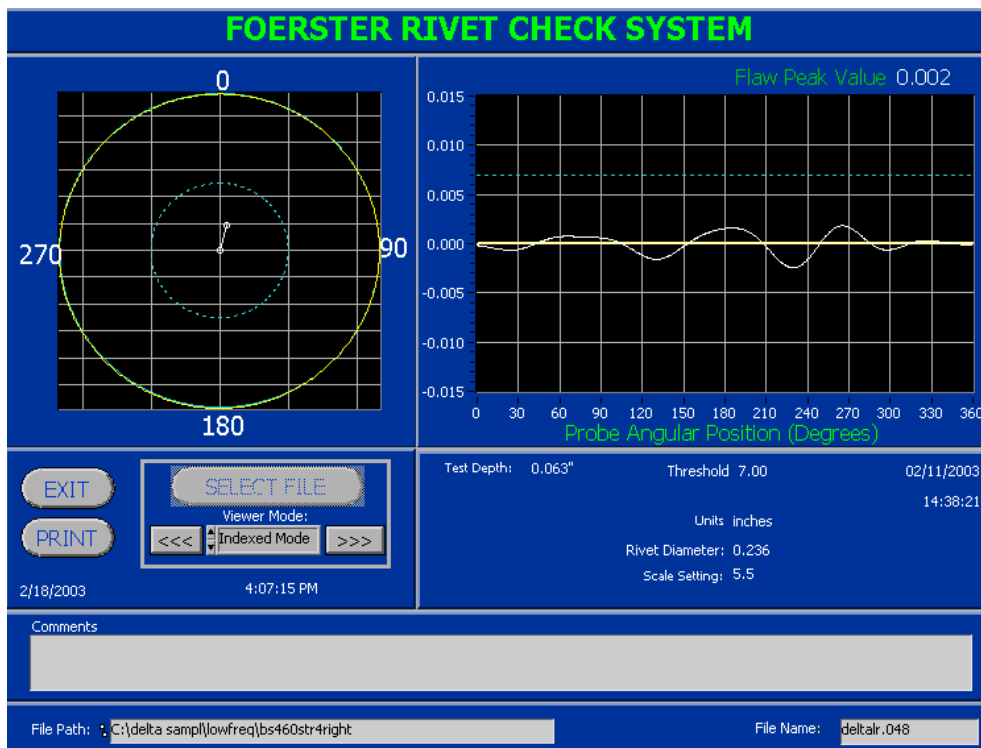 FOERSTER RIVET CHECK SYSTEM
0
270
90
180
Flaw Peak Value 0.002
0.015
0.010
0.005
0.000
-0.005
-0.010
-0.015
0 30 60 90 120 150 180 210 240 270 300 330 360
Probe Angular Position (Degrees)
EXIT
PRINT
SELECT FILE
Viewer Mode:
<<< Indexed Mode >>>
2/18/2003 4:07:15 PM
Test Depth: 0.063" Threshold 7.00 02/11/2003
14:38:21
Units inches
Rivet Diameter: 0.236
Scale Setting: 5.5
Comments
File Path: C:\delta sampl\lowfreq\bs460str4right File Name: deltalr.048